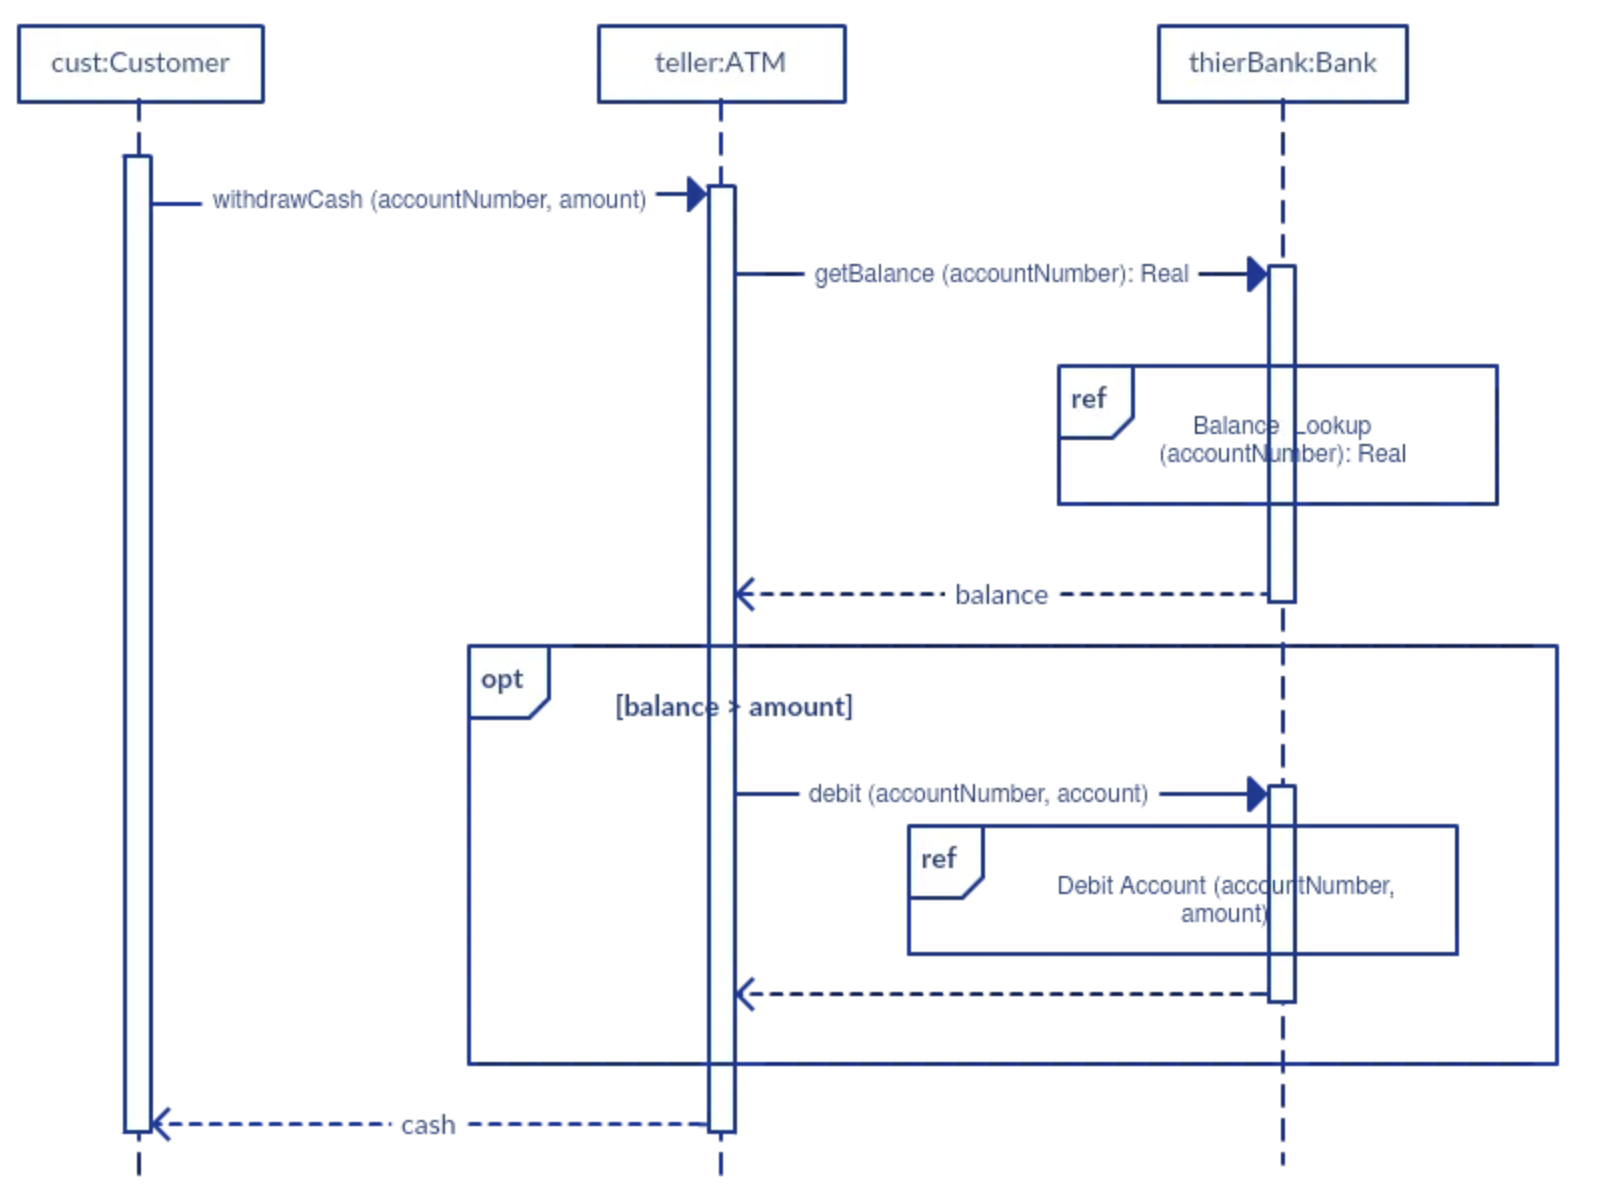 cust:Customer
teller:ATM
thierBank:Bank
withdrawCash (accountNumber, amount)
getBalance (accountNumber): Real
ref
Balance Lookup
(accountNumber): Real
balance
opt
[balance > amount]
debit (accountNumber, account)
ref
Debit Account (accountNumber,
amount)
cash